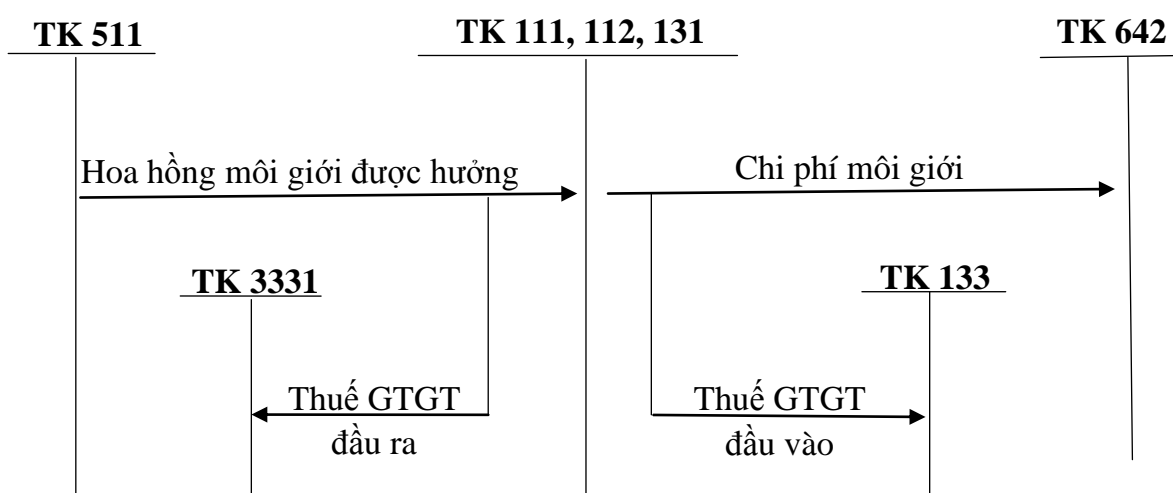 TK 511
TK 111, 112, 131
TK 642
Hoa hồng môi giới được hưởng
Chi phí môi giới
TK 3331
TK 133
Thuế GTGT
đầu ra
Thuế GTGT
đầu vào